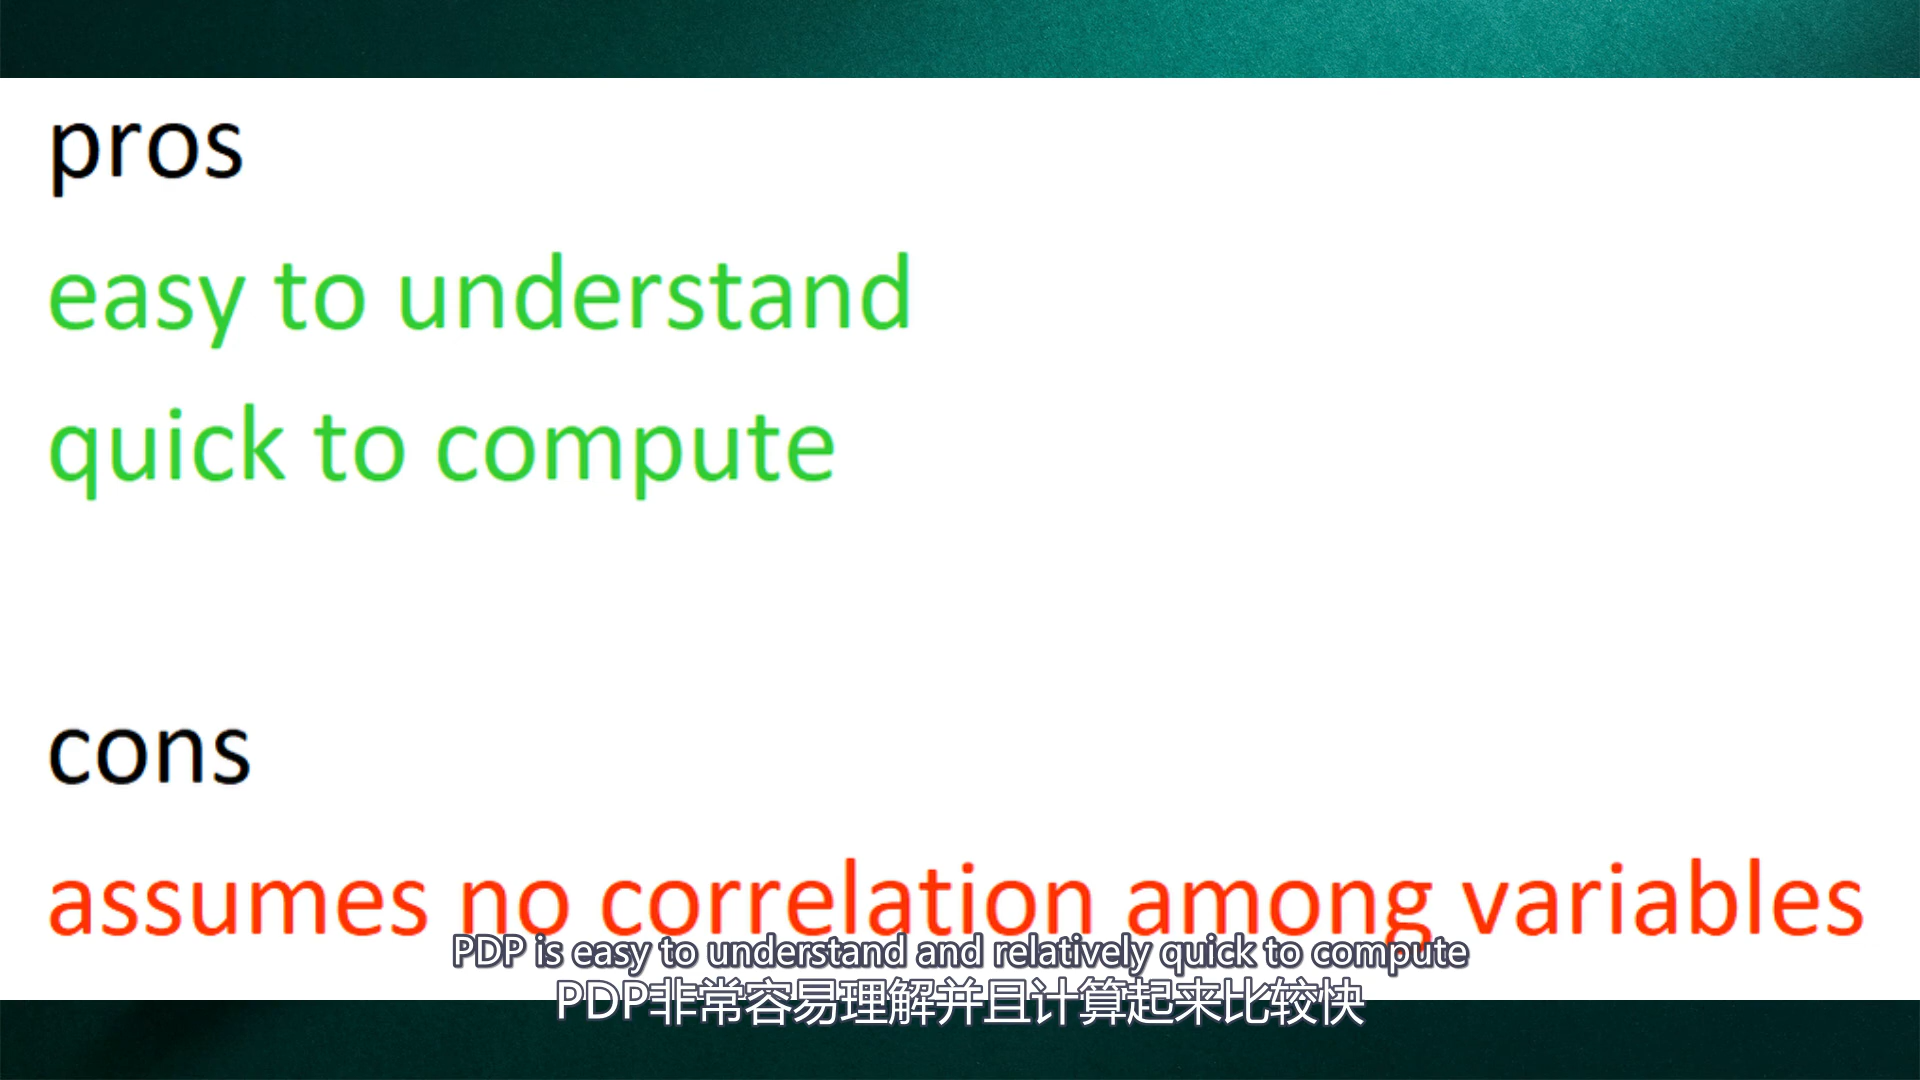 pros
easy to understand
quick to compute
cons
assumes no correlation among variables
PDP is easy to understand and relatively quick to compute
PDP非常容易理解并且计算起来比较快